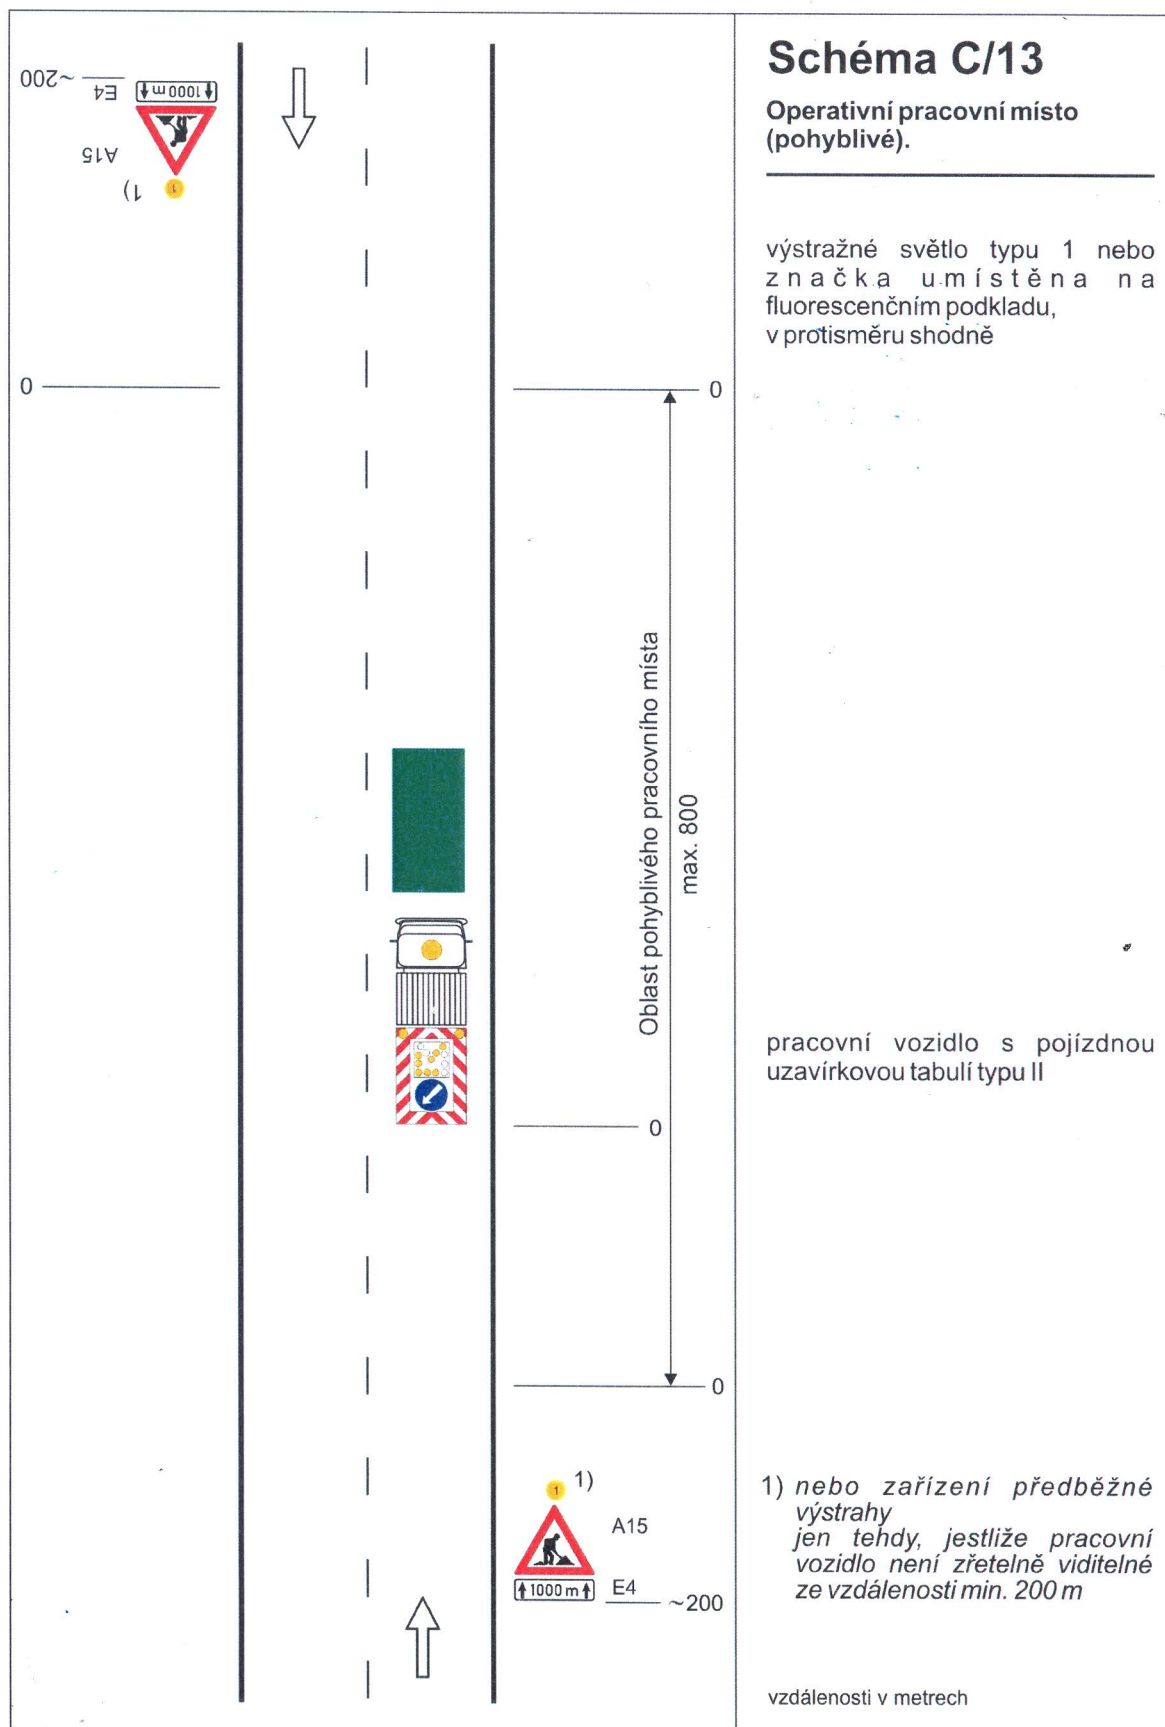 Schéma C/13
Operativní pracovní místo
(pohyblivé).
výstražné světlo typu 1 nebo
značka umístěna na
fluorescenčním podkladu,
v protisměru shodně
pracovní vozidlo s pojízdnou
uzavírkovou tabulí typu II
1) nebo zařízení předběžné
výstrahy
jen tehdy, jestliže pracovní
vozidlo není zřetelně viditelné
ze vzdálenosti min. 200 m
vzdálenosti v metrech
~200
E4
1000 m
A15
1)
1
0
0
Oblast pohyblivého pracovního místa
max. 800
0
0
1
1)
A15
1000 m
E4
~200